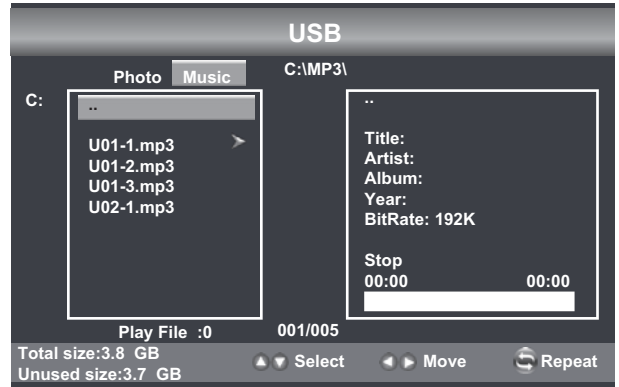 USB
Photo Music C:\MP3\
C:
..
U01-1.mp3
U01-2.mp3
U01-3.mp3
U02-1.mp3
..
Title:
Artist:
Album:
Year:
BitRate: 192K
Stop
00:00 00:00
Play File :0 001/005
Total size:3.8 GB
Unused size:3.7 GB
Select Move Repeat